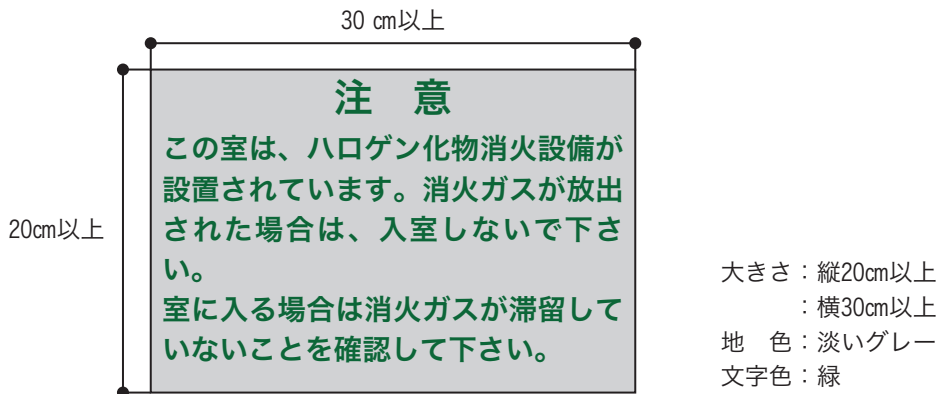 30 ㎝以上
20㎝以上
注　意
この室は、ハロゲン化物消火設備が
設置されています。消火ガスが放出
された場合は、入室しないで下さ
い。
室に入る場合は消火ガスが滞留して
いないことを確認して下さい。
大きさ：縦20㎝以上
：横30㎝以上
地　色：淡いグレー
文字色：緑